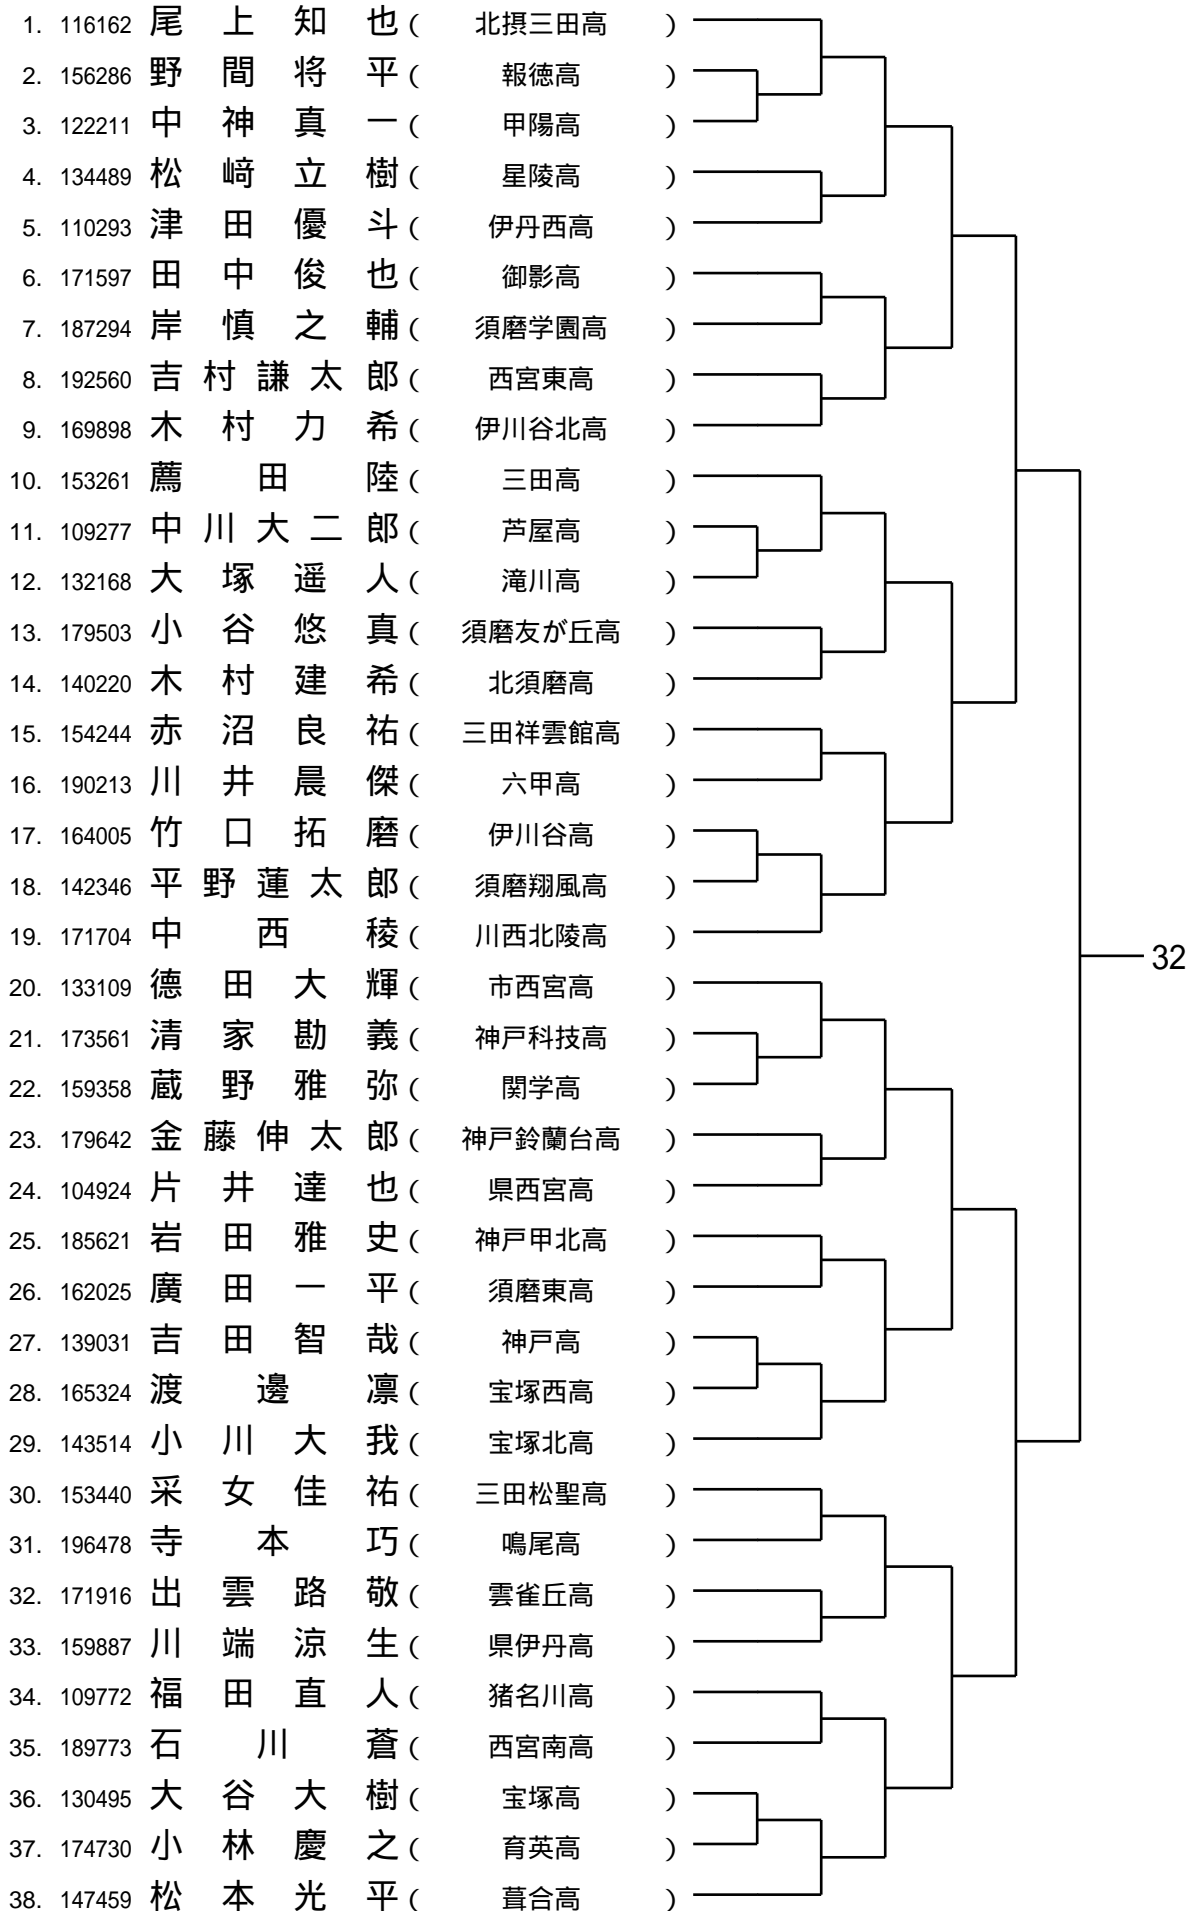 1. 116162 尾上知也 ( 北摂三田高 )
2. 156286 野間将平 ( 報徳高 )
3. 122211 中神真一 ( 甲陽高 )
4. 134489 松﨑立樹 ( 星陵高 )
5. 110293 津田優斗 ( 伊丹西高 )
6. 171597 田中俊也 ( 御影高 )
7. 187294 岸慎之輔 ( 須磨学園高 )
8. 192560 吉村謙太郎 ( 西宮東高 )
9. 169898 木村力希 ( 伊川谷北高 )
10. 153261 薦田陸 ( 三田高 )
11. 109277 中川大二郎 ( 芦屋高 )
12. 132168 大塚遥人 ( 滝川高 )
13. 179503 小谷悠真 ( 須磨友が丘高 )
14. 140220 木村建希 ( 北須磨高 )
15. 154244 赤沼良祐 ( 三田祥雲館高 )
16. 190213 川井晨傑 ( 六甲高 )
17. 164005 竹口拓磨 ( 伊川谷高 )
18. 142346 平野蓮太郎 ( 須磨翔風高 )
19. 171704 中西稜 ( 川西北陵高 )
32
20. 133109 德田大輝 ( 市西宮高 )
21. 173561 清家勘義 ( 神戸科技高 )
22. 159358 蔵野雅弥 ( 関学高 )
23. 179642 金藤伸太郎 ( 神戸鈴蘭台高 )
24. 104924 片井達也 ( 県西宮高 )
25. 185621 岩田雅史 ( 神戸甲北高 )
26. 162025 廣田一平 ( 須磨東高 )
27. 139031 吉田智哉 ( 神戸高 )
28. 165324 渡邊凛 ( 宝塚西高 )
29. 143514 小川大我 ( 宝塚北高 )
30. 153440 采女佳祐 ( 三田松聖高 )
31. 196478 寺本巧 ( 鳴尾高 )
32. 171916 出雲路敬 ( 雲雀丘高 )
33. 159887 川端涼生 ( 県伊丹高 )
34. 109772 福田直人 ( 猪名川高 )
35. 189773 石川蒼 ( 西宮南高 )
36. 130495 大谷大樹 ( 宝塚高 )
37. 174730 小林慶之 ( 育英高 )
38. 147459 松本光平 ( 葺合高 )